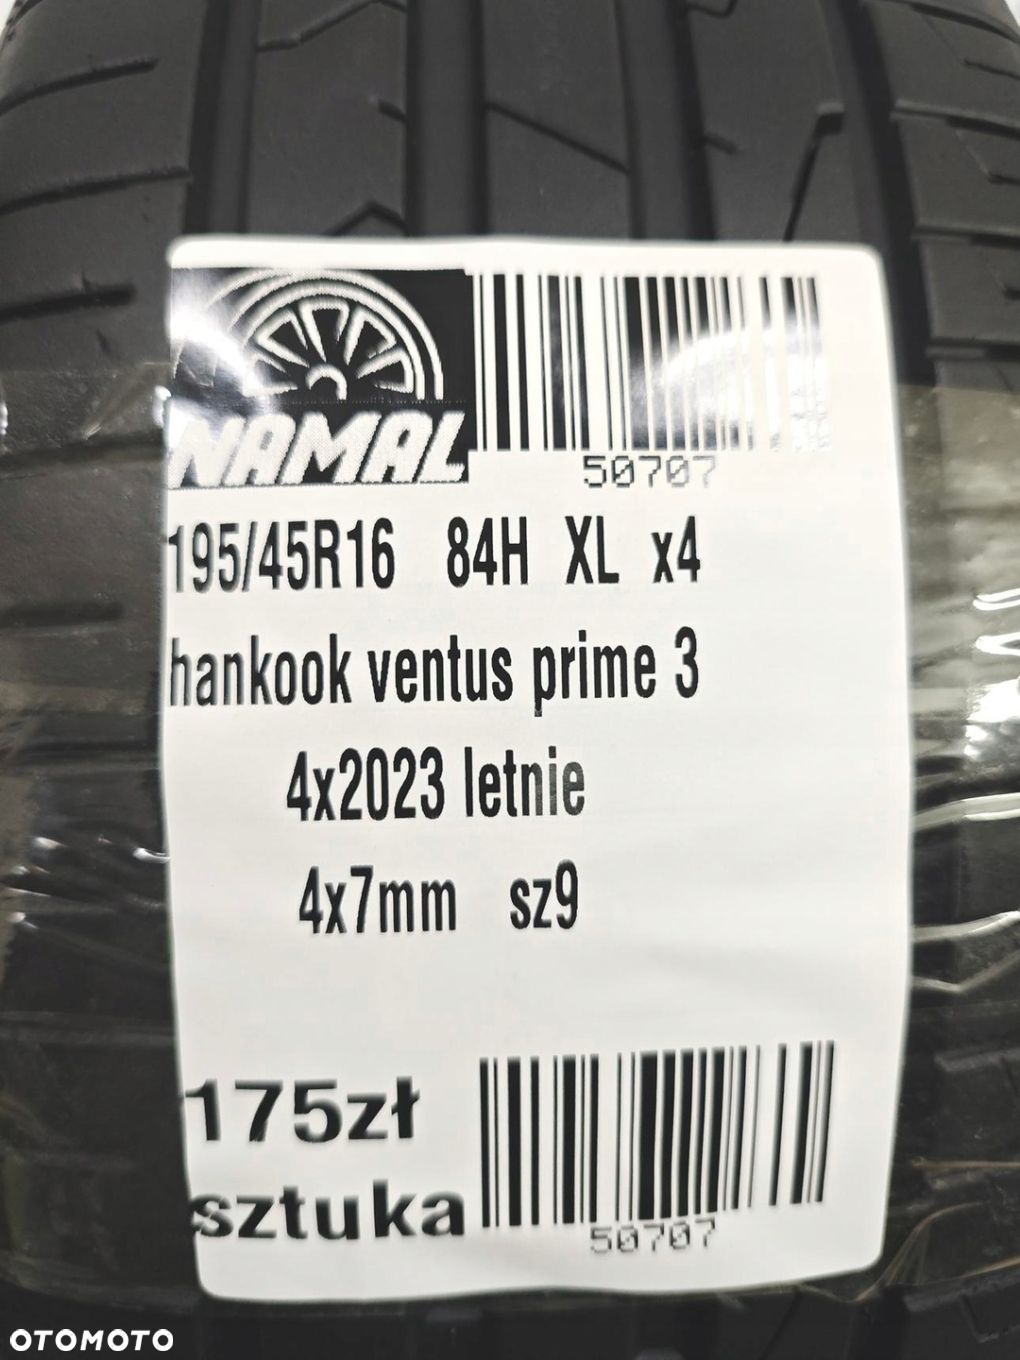 NAMAL
50707
195/45R16 84H XL x4
hankook ventus prime 3
4x2023 letnie
4x7mm sz9
175zł
sztuka
50707
OTOMOTO